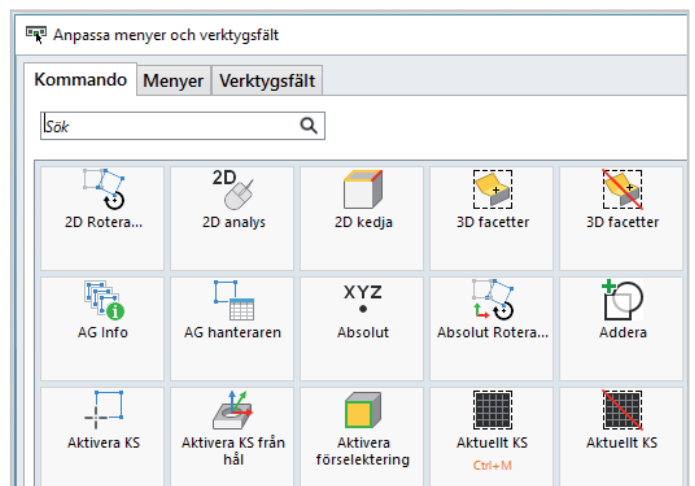 Anpassa menyer och verktygsfält
Kommando Menyer Verktygsfält
Sök
2D
2D Rotera... 2D analys 2D kedja 3D facetter 3D facetter
XYZ
AG Info AG hanteraren Absolut Absolut Rotera... Addera
Aktivera KS Aktivera KS från hål Aktivera förselektering Aktuellt KS Aktuellt KS
Ctrl+M